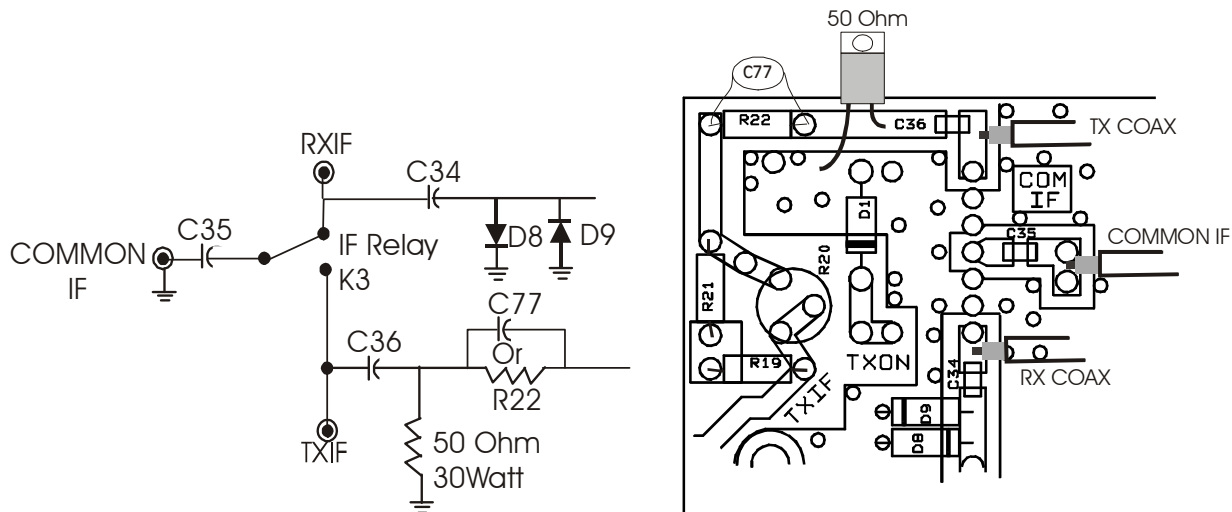 RXIF
C34
C35
COMMON
IF
IF Relay
D8
D9
K3
C77
C36
Or
R22
TXIF
50 Ohm
30Watt
50 Ohm
C77
R22
C36
TX COAX
COM
IF
D1
C35
COMMON IF
R20
R21
R19
TXON
TXIF
C34
RX COAX
D9
D8